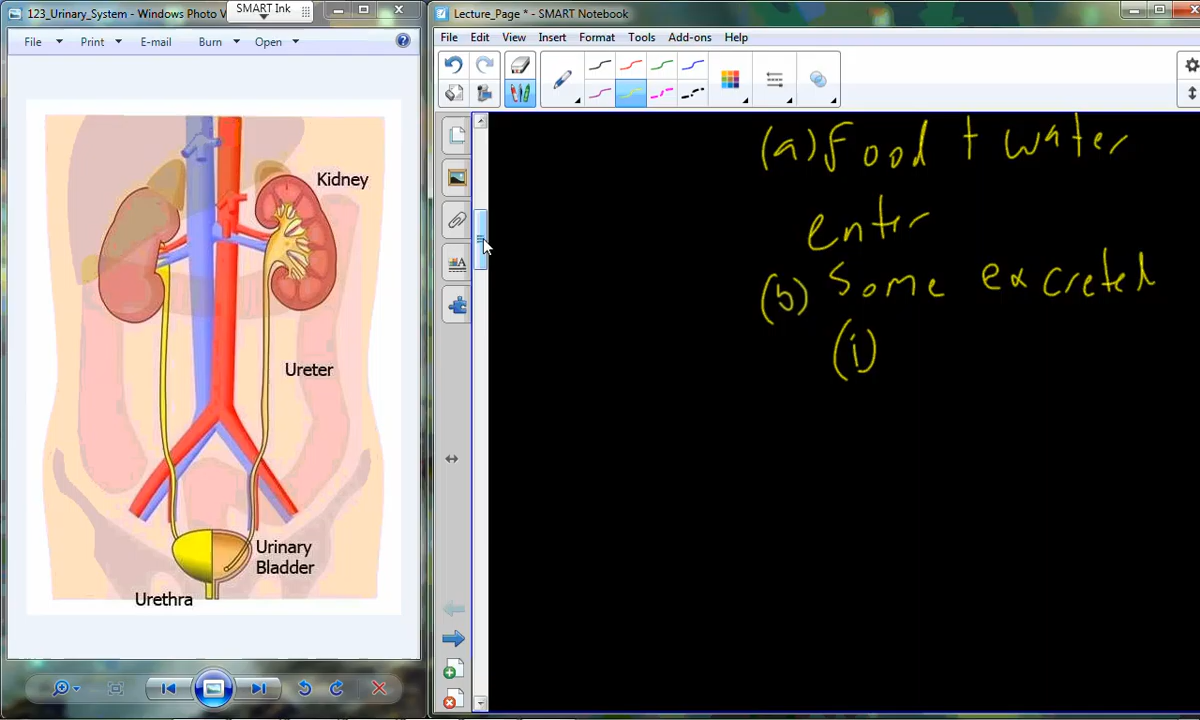 123_Urinary_System - Windows Photo V
SMART Ink
File Print E-mail Burn Open
Kidney
Ureter
Urinary
Bladder
Urethra
Lecture_Page * - SMART Notebook
File Edit View Insert Format Tools Add-ons Help
(a) Food + water
enter
(b) Some excreted
(i)